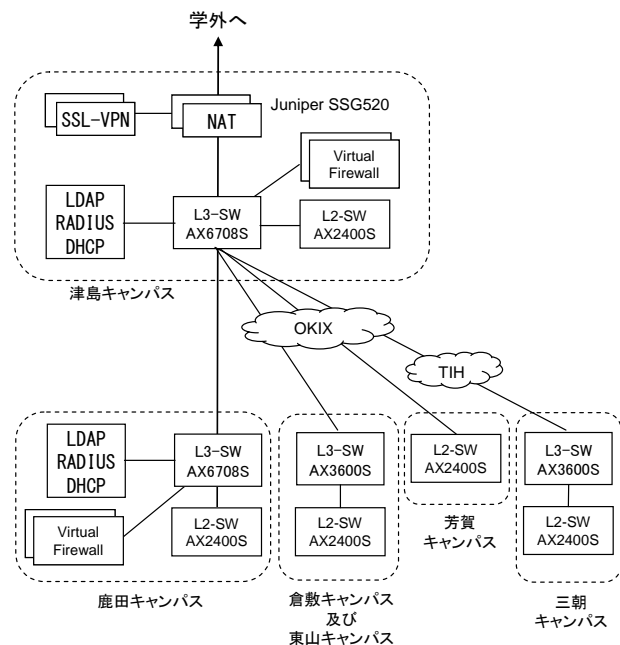 学外へ
Juniper SSG520
SSL-VPN
NAT
Virtual
Firewall
LDAP
RADIUS
DHCP
L3-SW
AX6708S
L2-SW
AX2400S
津島キャンパス
OKIX
TIH
LDAP
RADIUS
DHCP
L3-SW
AX6708S
Virtual
Firewall
L2-SW
AX2400S
鹿田キャンパス
L3-SW
AX3600S
L2-SW
AX2400S
倉敷キャンパス
及び
東山キャンパス
L2-SW
AX2400S
芳賀
キャンパス
L3-SW
AX3600S
L2-SW
AX2400S
三朝
キャンパス